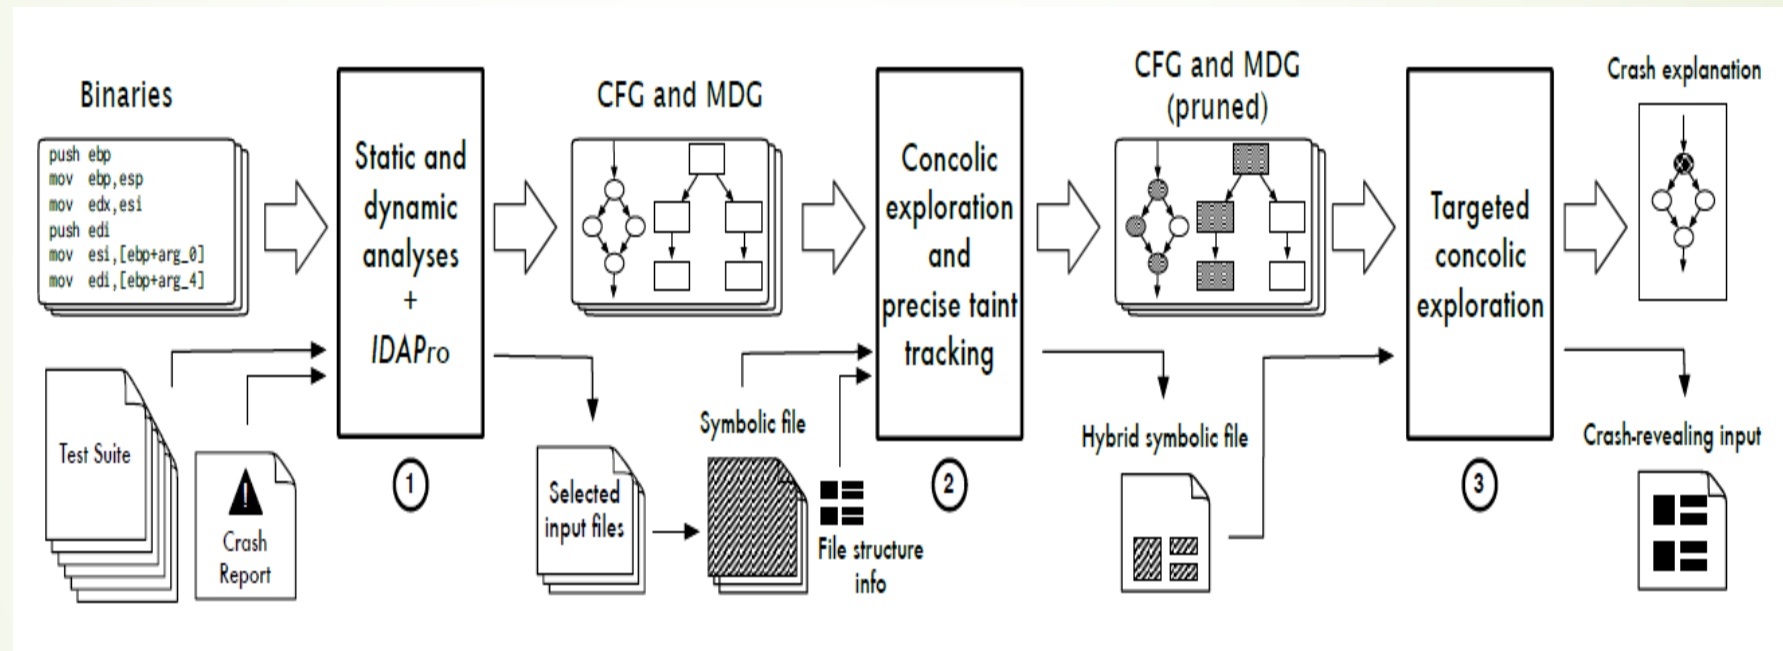 Binaries
push ebp
mov ebp,esp
mov edx,esi
push edi
mov esi,[ebp+arg_0]
mov edi,[ebp+arg_4]
Test Suite
!
Crash
Report
Static and
dynamic
analyses
+
IDAPro
1
CFG and MDG
Selected
input files
Symbolic file
File structure
info
Concolic
exploration
and
precise taint
tracking
2
CFG and MDG
(pruned)
Hybrid symbolic file
Targeted
concolic
exploration
3
Crash explanation
Crash-revealing input